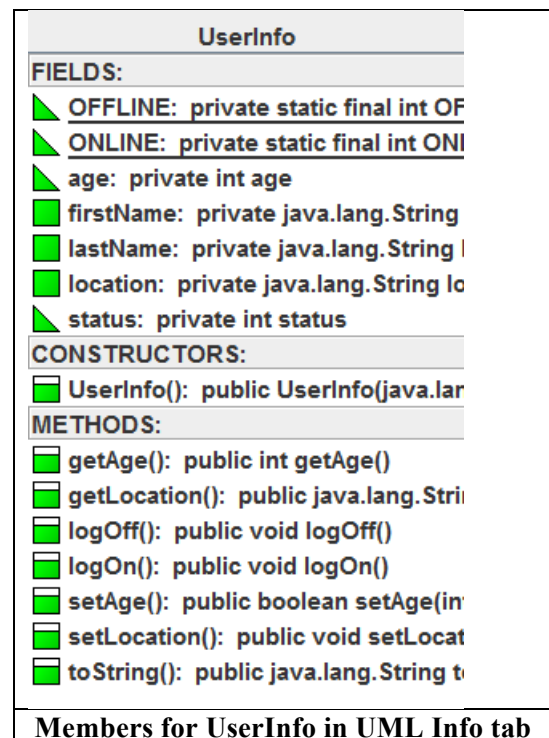 UserInfo
FIELDS:
OFFLINE: private static final int OF
ONLINE: private static final int ONI
age: private int age
firstName: private java.lang.String
lastName: private java.lang.String l
location: private java.lang.String lo
status: private int status
CONSTRUCTORS:
UserInfo(): public UserInfo(java.lar
METHODS:
getAge(): public int getAge()
getLocation(): public java.lang.Stri
logOff(): public void logOff()
logOn(): public void logOn()
setAge(): public boolean setAge(in
setLocation(): public void setLocat
toString(): public java.lang.String t
Members for UserInfo in UML Info tab